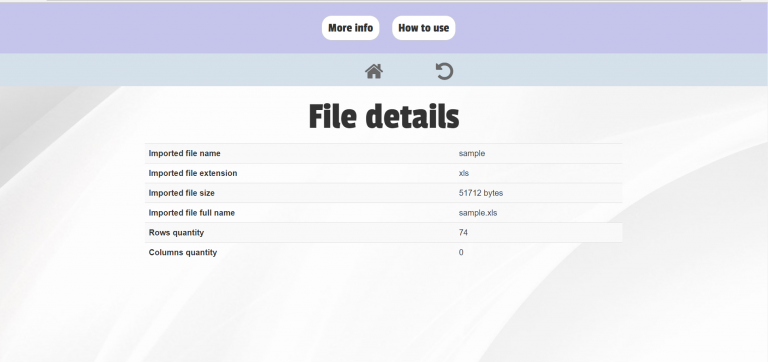 More info How to use
File details
Imported file name sample
Imported file extension xls
Imported file size 51712 bytes
Imported file full name sample.xls
Rows quantity 74
Columns quantity 0